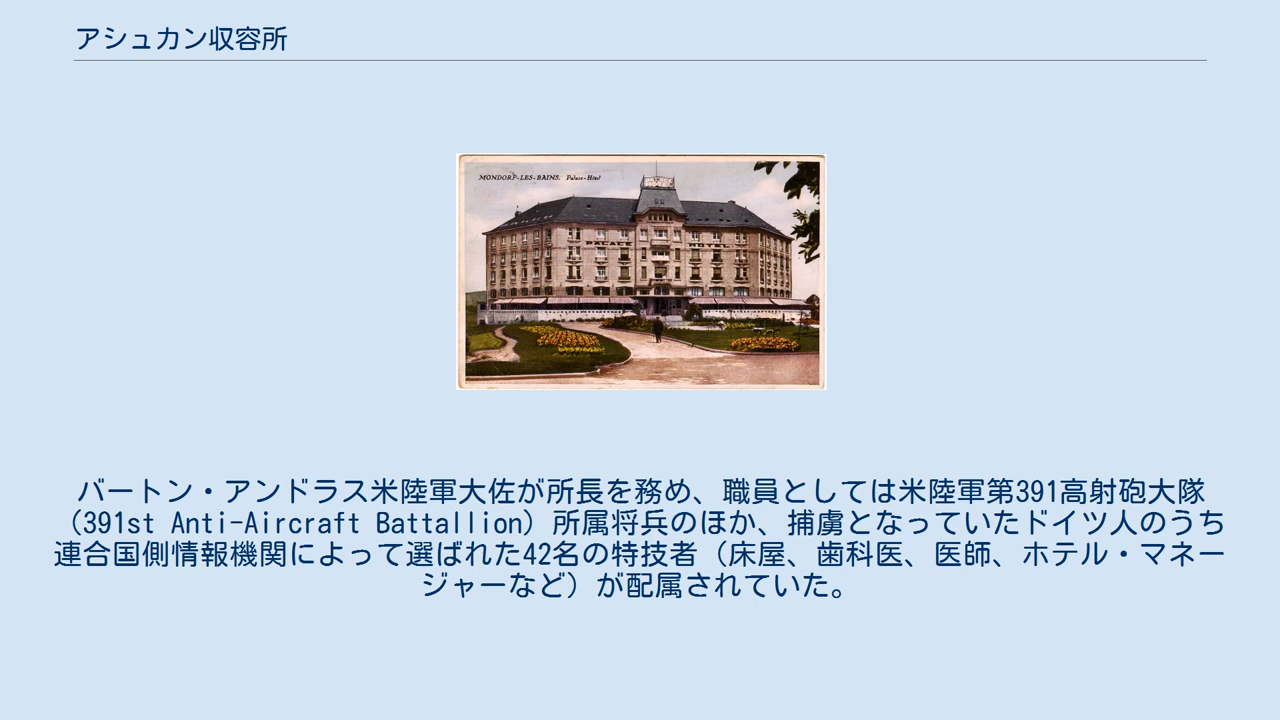 アシュカン収容所
MONDORF-LES-BAINS. Palace-Hôtel
PALACE HOTEL
バートン・アンドラス米陸軍大佐が所長を務め、職員としては米陸軍第391高射砲大隊
（391st Anti-Aircraft Battallion）所属将兵のほか、捕虜となっていたドイツ人のうち
連合国側情報機関によって選ばれた42名の特技者（床屋、歯科医、医師、ホテル・マネー
ジャーなど）が配属されていた。